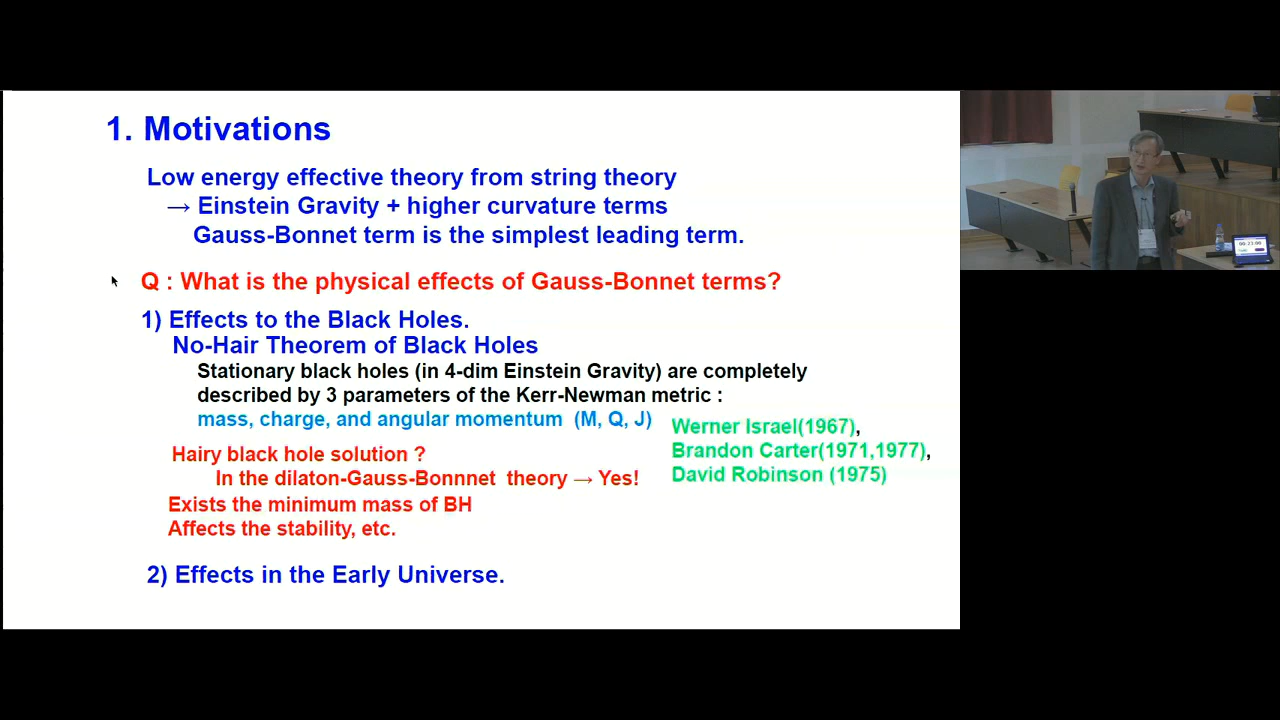 1. Motivations
Low energy effective theory from string theory
→ Einstein Gravity + higher curvature terms
Gauss-Bonnet term is the simplest leading term.
Q : What is the physical effects of Gauss-Bonnet terms?
1) Effects to the Black Holes.
No-Hair Theorem of Black Holes
Stationary black holes (in 4-dim Einstein Gravity) are completely
described by 3 parameters of the Kerr-Newman metric :
mass, charge, and angular momentum (M, Q, J)
Werner Israel(1967),
Brandon Carter(1971,1977),
David Robinson (1975)
Hairy black hole solution ?
In the dilaton-Gauss-Bonnnet theory → Yes!
Exists the minimum mass of BH
Affects the stability, etc.
2) Effects in the Early Universe.